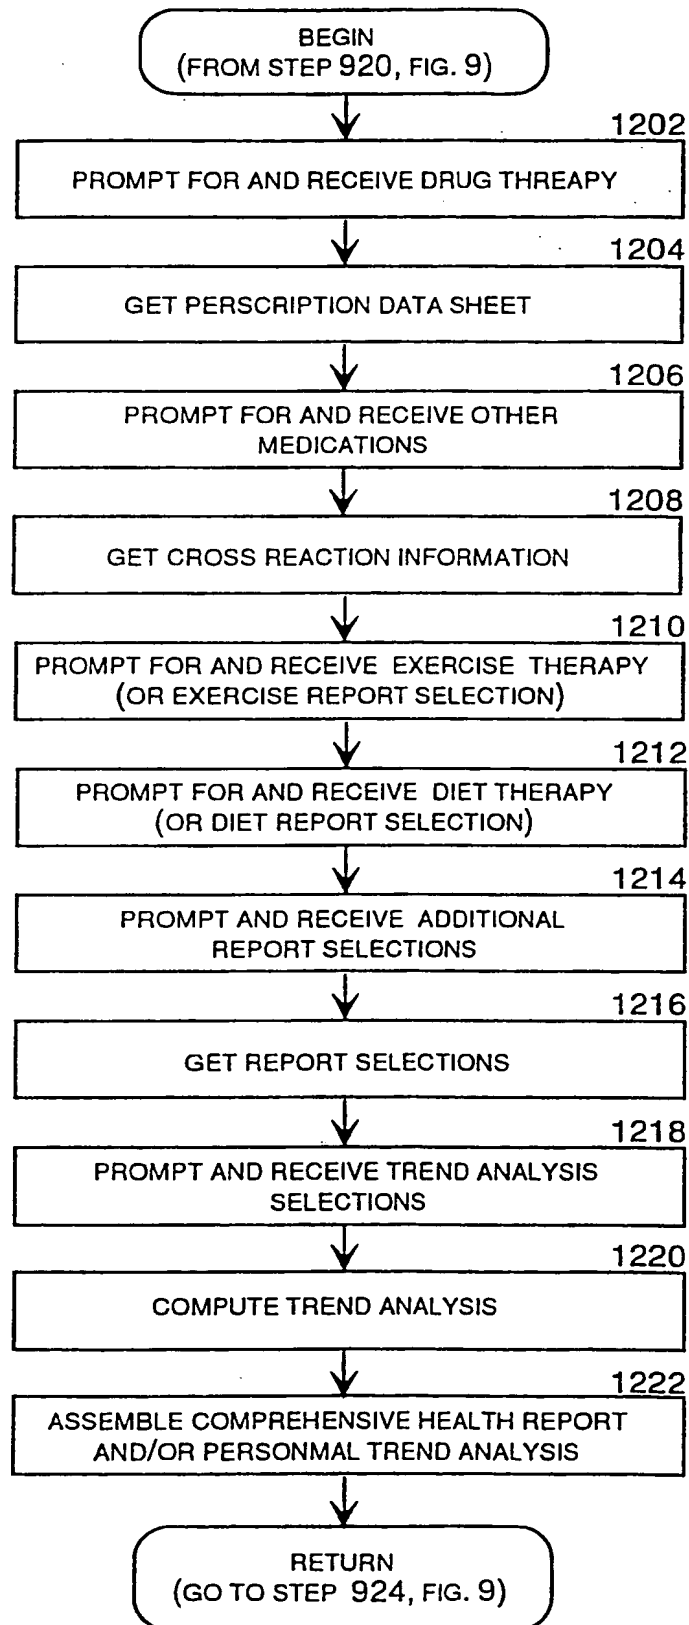 BEGIN
(FROM STEP 920, FIG. 9)
1202
PROMPT FOR AND RECEIVE DRUG THREAPY
1204
GET PERSCRIPTION DATA SHEET
1206
PROMPT FOR AND RECEIVE OTHER
MEDICATIONS
1208
GET CROSS REACTION INFORMATION
1210
PROMPT FOR AND RECEIVE EXERCISE THERAPY
(OR EXERCISE REPORT SELECTION)
1212
PROMPT FOR AND RECEIVE DIET THERAPY
(OR DIET REPORT SELECTION)
1214
PROMPT AND RECEIVE ADDITIONAL
REPORT SELECTIONS
1216
GET REPORT SELECTIONS
1218
PROMPT AND RECEIVE TREND ANALYSIS
SELECTIONS
1220
COMPUTE TREND ANALYSIS
1222
ASSEMBLE COMPREHENSIVE HEALTH REPORT
AND/OR PERSONMAL TREND ANALYSIS
RETURN
(GO TO STEP 924, FIG. 9)